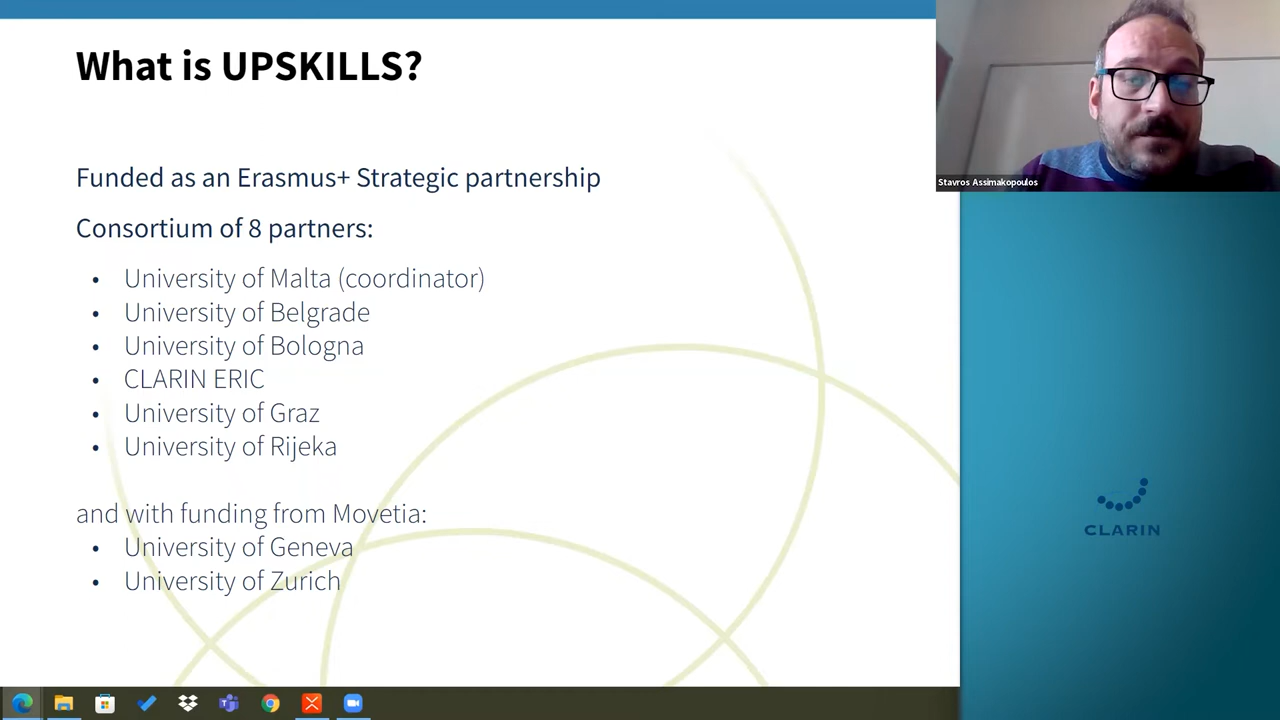 What is UPSKILLS?
Funded as an Erasmus+ Strategic partnership
Consortium of 8 partners:
• University of Malta (coordinator)
• University of Belgrade
• University of Bologna
• CLARIN ERIC
• University of Graz
• University of Rijeka
and with funding from Movetia:
• University of Geneva
• University of Zurich
Stavros Assimakopoulos
CLARIN